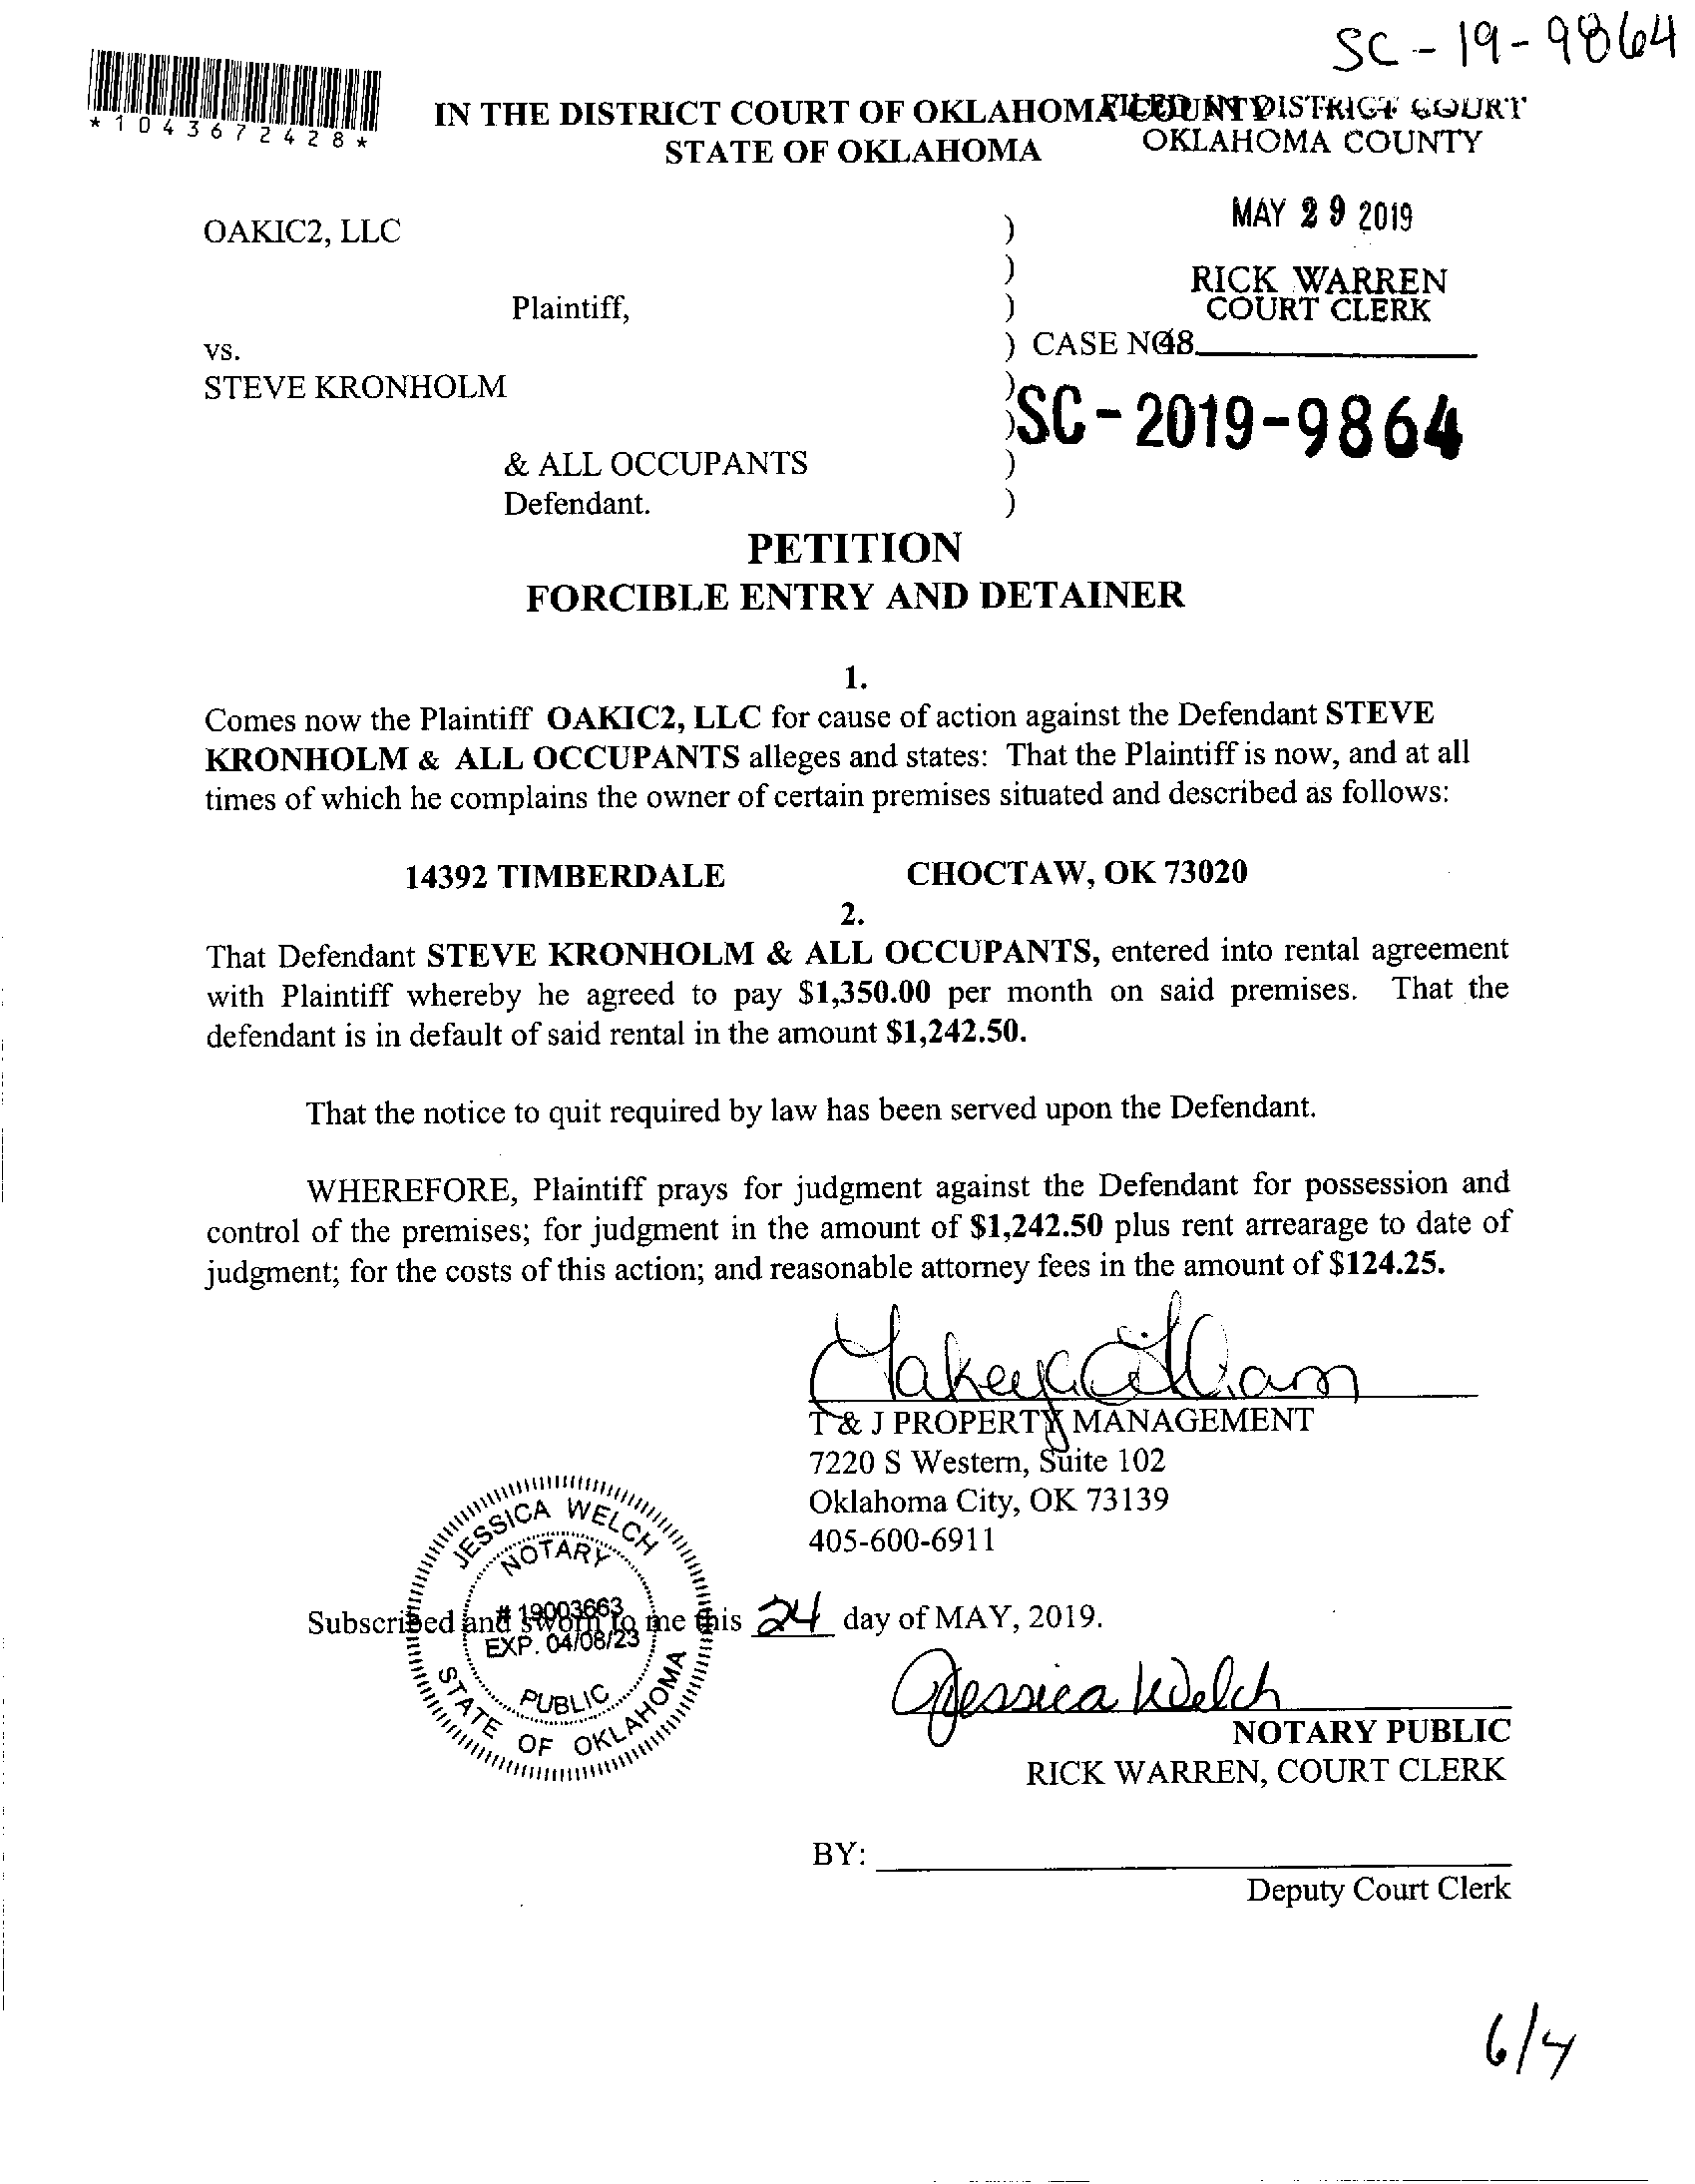 SC-19-9864
*1043672428*
IN THE DISTRICT COURT OF OKLAHOMA COUNTY
STATE OF OKLAHOMA
FILED IN DISTRICT COURT
OKLAHOMA COUNTY
MAY 29 2019
RICK WARREN
COURT CLERK
48
OAKIC2, LLC
Plaintiff,
vs.
STEVE KRONHOLM
& ALL OCCUPANTS
Defendant.
)
)
)
) CASE NO.
)
)
)
)
SC-2019-9864
PETITION
FORCIBLE ENTRY AND DETAINER
1.
Comes now the Plaintiff OAKIC2, LLC for cause of action against the Defendant STEVE
KRONHOLM & ALL OCCUPANTS alleges and states: That the Plaintiff is now, and at all
times of which he complains the owner of certain premises situated and described as follows:
14392 TIMBERDALE CHOCTAW, OK 73020
2.
That Defendant STEVE KRONHOLM & ALL OCCUPANTS, entered into rental agreement
with Plaintiff whereby he agreed to pay $1,350.00 per month on said premises. That the
defendant is in default of said rental in the amount $1,242.50.
That the notice to quit required by law has been served upon the Defendant.
WHEREFORE, Plaintiff prays for judgment against the Defendant for possession and
control of the premises; for judgment in the amount of $1,242.50 plus rent arrearage to date of
judgment; for the costs of this action; and reasonable attorney fees in the amount of $124.25.
T & J PROPERTY MANAGEMENT
7220 S Western, Suite 102
Oklahoma City, OK 73139
405-600-6911
JESSICA WELCH
NOTARY
# 19003663
EXP. 04/08/23
PUBLIC
STATE OF OKLAHOMA
Subscribed and sworn to me this 24 day of MAY, 2019.
Jessica Welch
NOTARY PUBLIC
RICK WARREN, COURT CLERK
BY:
Deputy Court Clerk
6/4